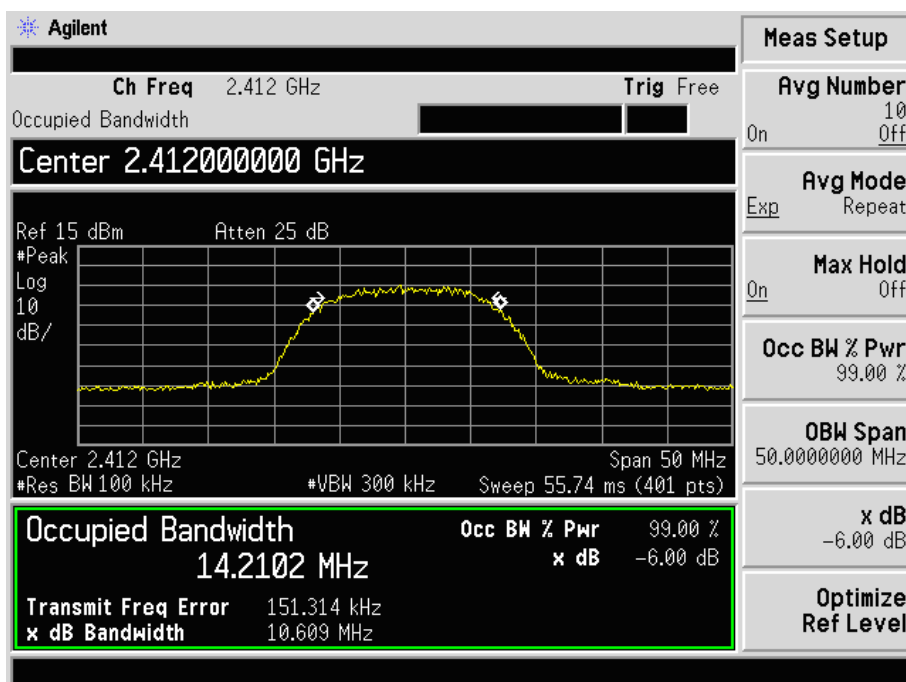 Agilent
Meas Setup
Ch Freq 2.412 GHz Trig Free
Occupied Bandwidth
Avg Number
10
On Off
Center 2.412000000 GHz
Avg Mode
Exp Repeat
Ref 15 dBm Atten 25 dB
#Peak
Log
10
dB/
Max Hold
On Off
Occ BW % Pwr
99.00 %
OBW Span
50.0000000 MHz
Center 2.412 GHz Span 50 MHz
#Res BW 100 kHz #VBW 300 kHz Sweep 55.74 ms (401 pts)
x dB
-6.00 dB
Occupied Bandwidth Occ BW % Pwr 99.00 %
14.2102 MHz x dB -6.00 dB
Transmit Freq Error 151.314 kHz
x dB Bandwidth 10.609 MHz
Optimize
Ref Level